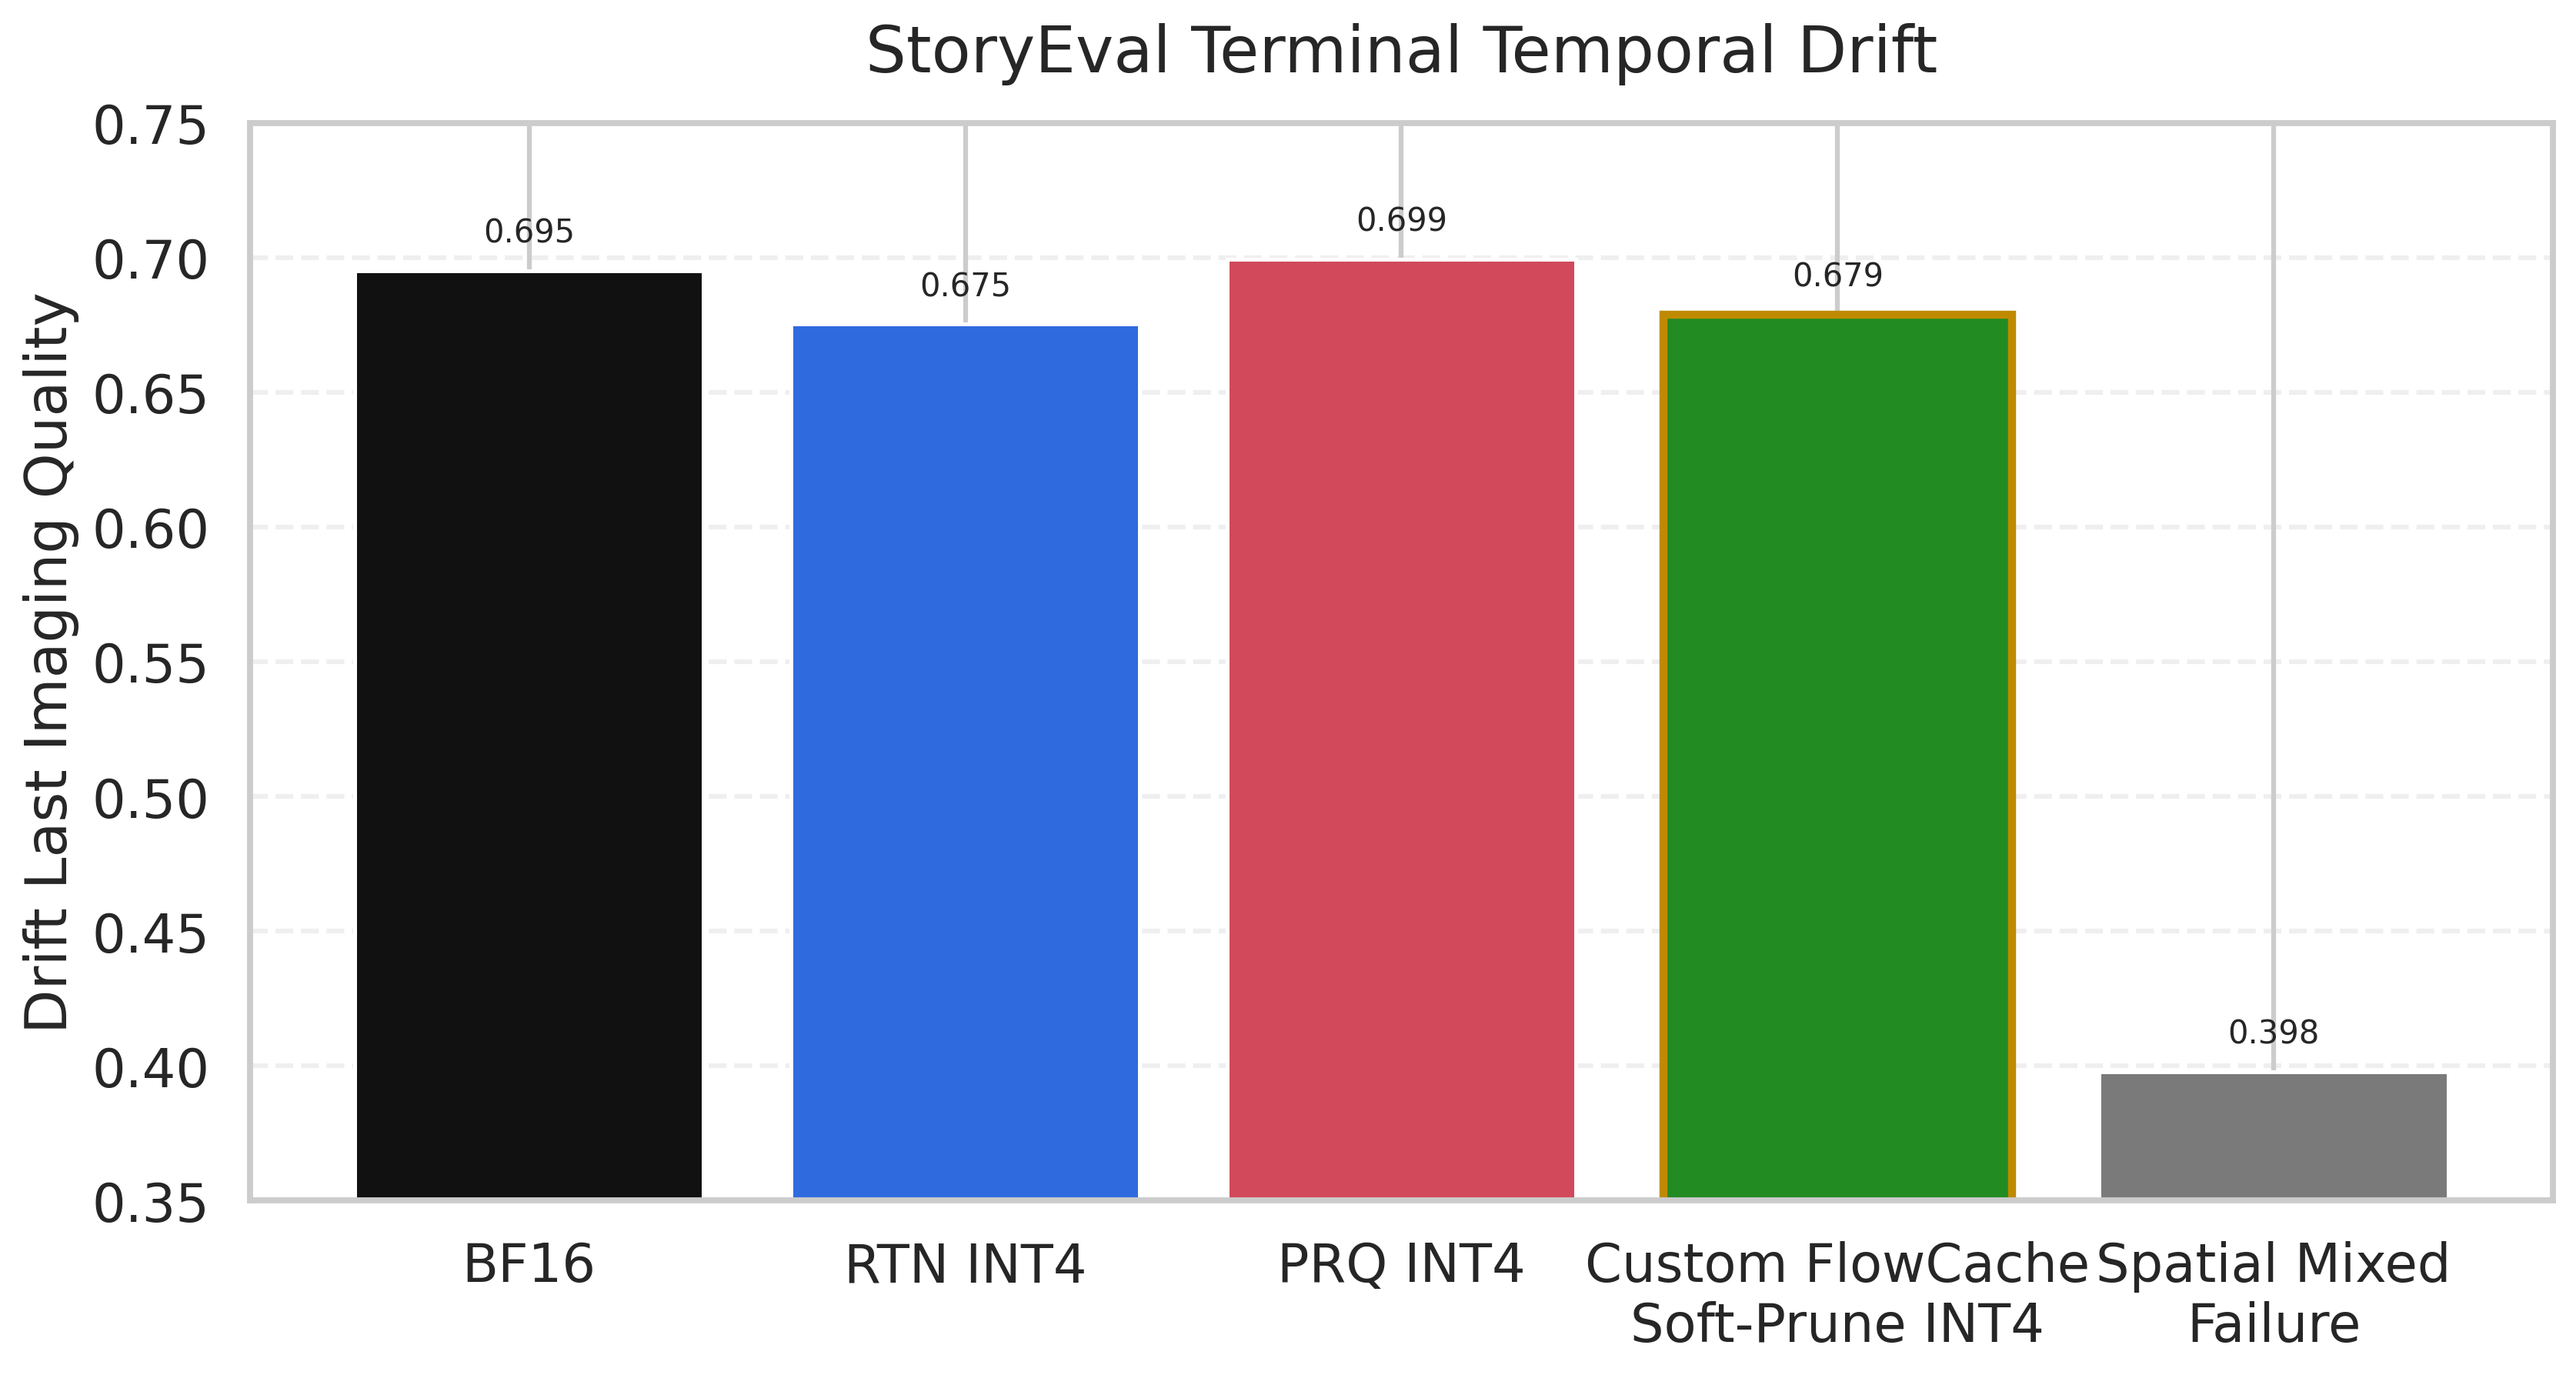 StoryEval Terminal Temporal Drift
Drift Last Imaging Quality
0.75
0.70
0.65
0.60
0.55
0.50
0.45
0.40
0.35
0.695
0.675
0.699
0.679
0.398
BF16
RTN INT4
PRQ INT4
Custom FlowCache
Soft-Prune INT4
Spatial Mixed
Failure